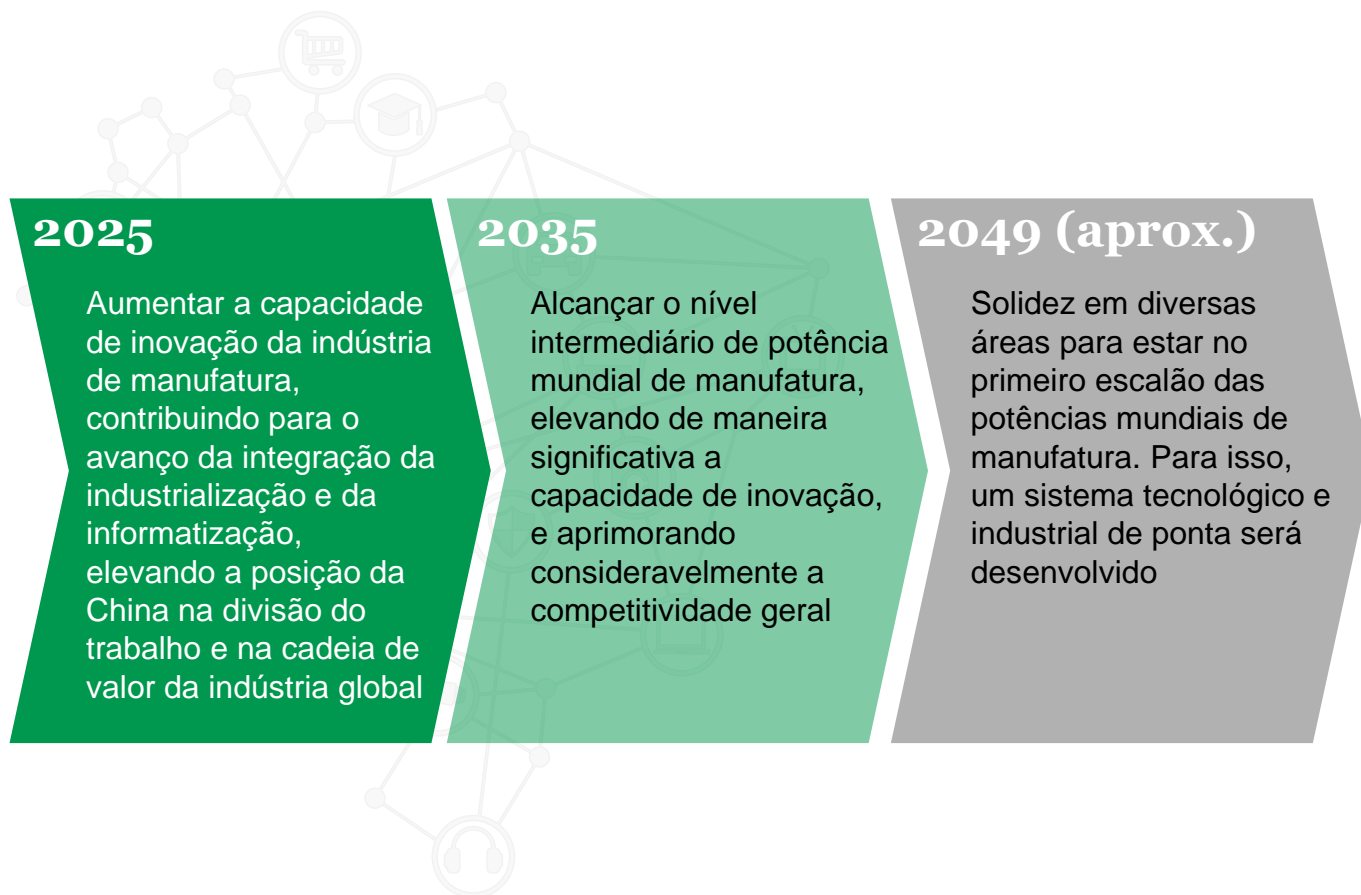 2025
Aumentar a capacidade
de inovação da indústria
de manufatura,
contribuindo para o
avanço da integração da
industrialização e da
informatização,
elevando a posição da
China na divisão do
trabalho e na cadeia de
valor da indústria global
2035
Alcançar o nível
intermediário de potência
mundial de manufatura,
elevando de maneira
significativa a
capacidade de inovação,
e aprimorando
consideravelmente a
competitividade geral
2049 (aprox.)
Solidez em diversas
áreas para estar no
primeiro escalão das
potências mundiais de
manufatura. Para isso,
um sistema tecnológico e
industrial de ponta será
desenvolvido